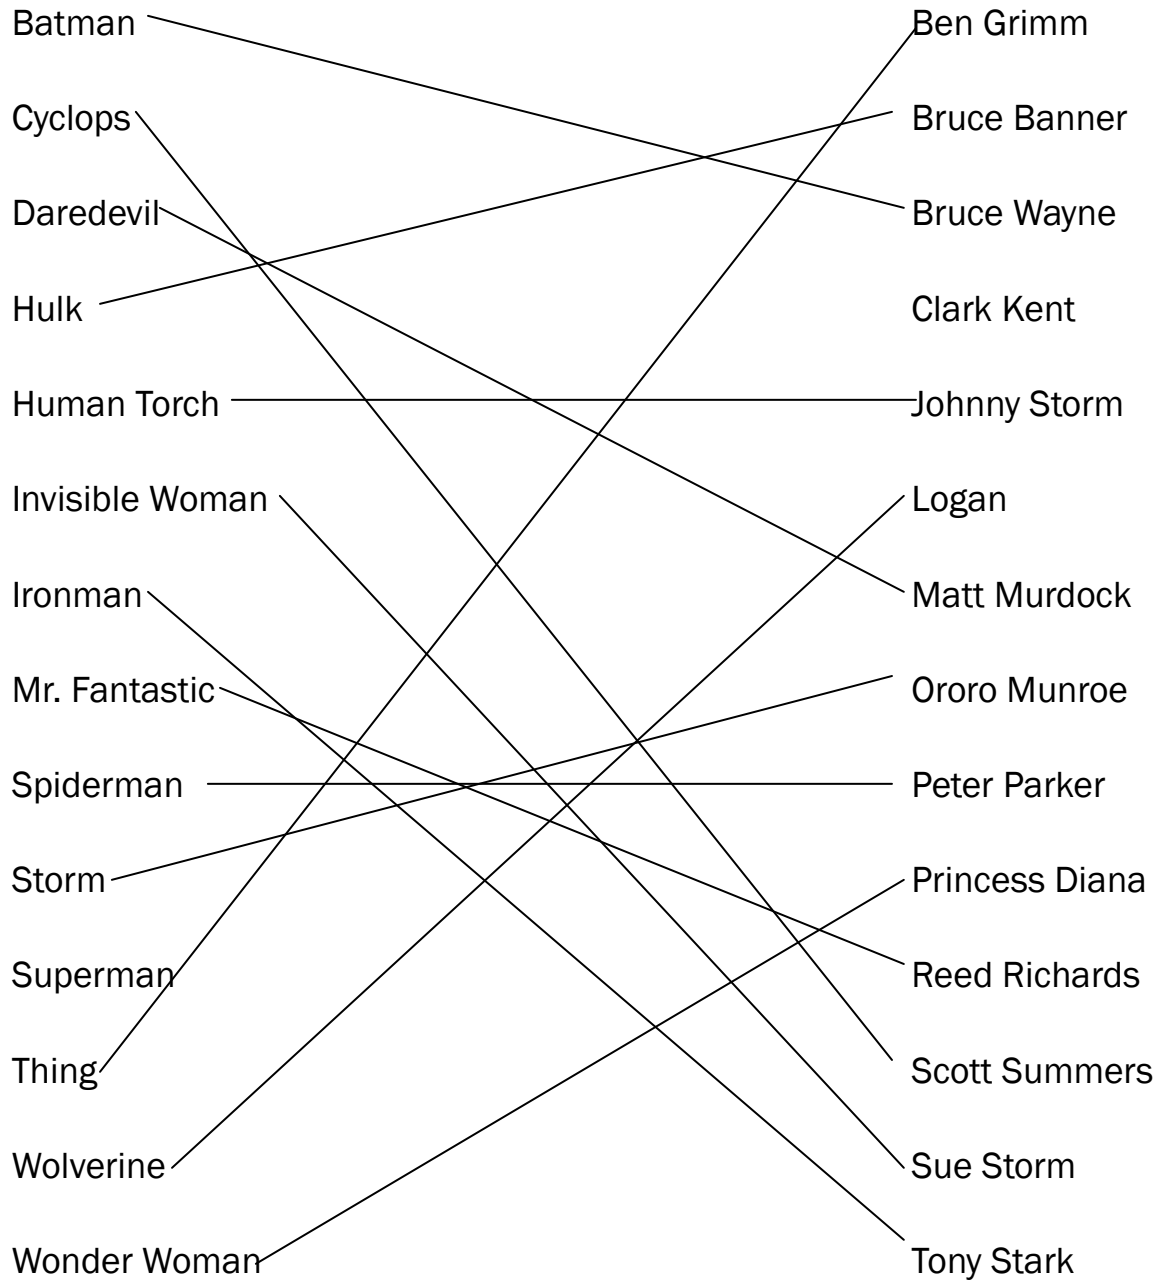 Batman Ben Grimm
Cyclops Bruce Banner
Daredevil Bruce Wayne
Hulk Clark Kent
Human Torch Johnny Storm
Invisible Woman Logan
Ironman Matt Murdock
Mr. Fantastic Ororo Munroe
Spiderman Peter Parker
Storm Princess Diana
Superman Reed Richards
Thing Scott Summers
Wolverine Sue Storm
Wonder Woman Tony Stark